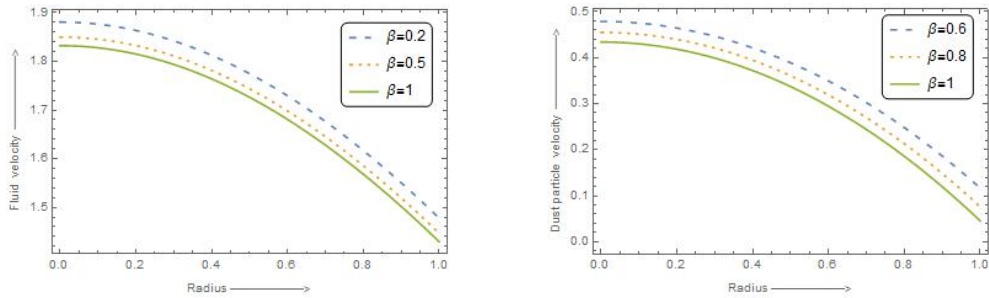 1.9
1.8
1.7
1.6
1.5
Fluid velocity
0.0 0.2 0.4 0.6 0.8 1.0
Radius
β=0.2
β=0.5
β=1
0.5
0.4
0.3
0.2
0.1
0.0
Dust particle velocity
0.0 0.2 0.4 0.6 0.8 1.0
Radius
β=0.6
β=0.8
β=1